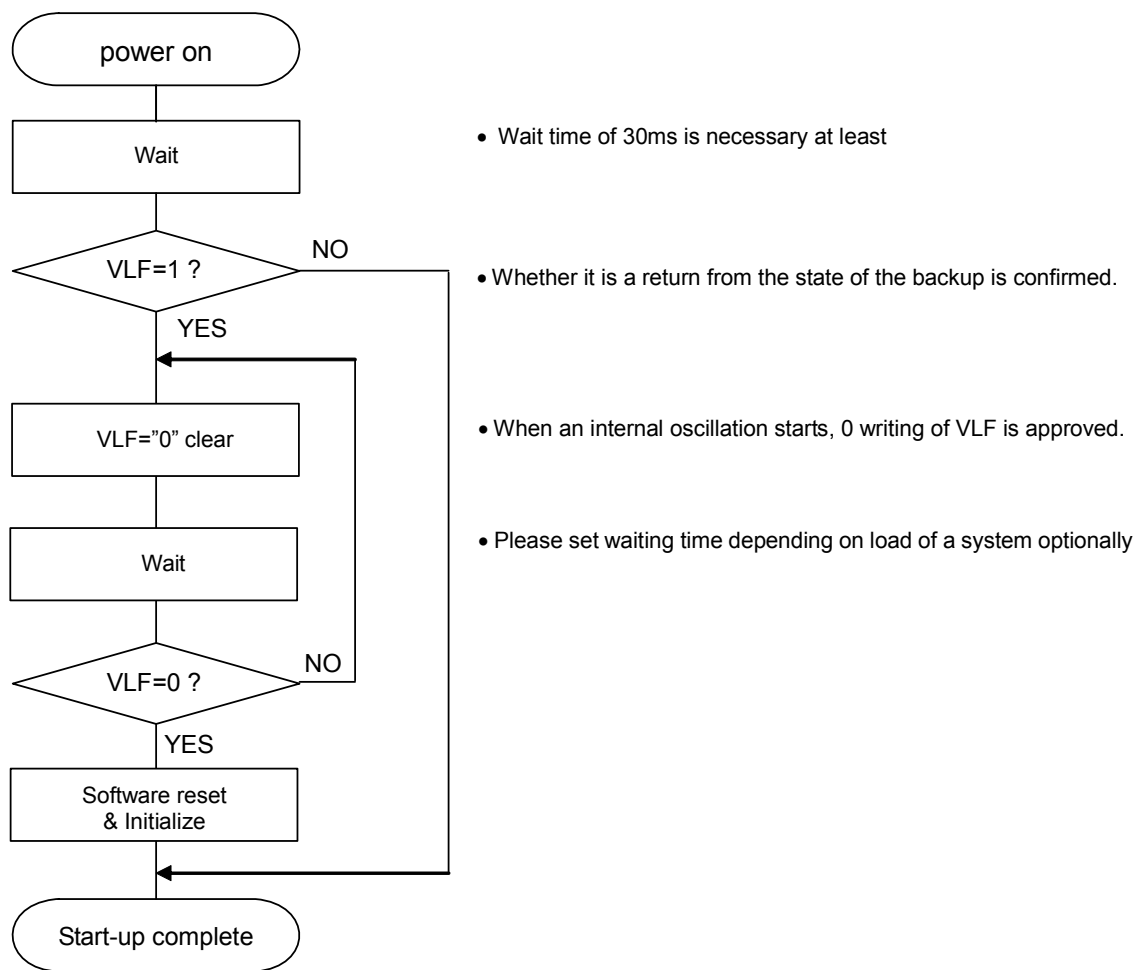 power on
Wait
• Wait time of 30ms is necessary at least
VLF=1 ?
NO
• Whether it is a return from the state of the backup is confirmed.
YES
VLF=”0” clear
• When an internal oscillation starts, 0 writing of VLF is approved.
Wait
• Please set waiting time depending on load of a system optionally
VLF=0 ?
NO
YES
Software reset
& Initialize
Start-up complete